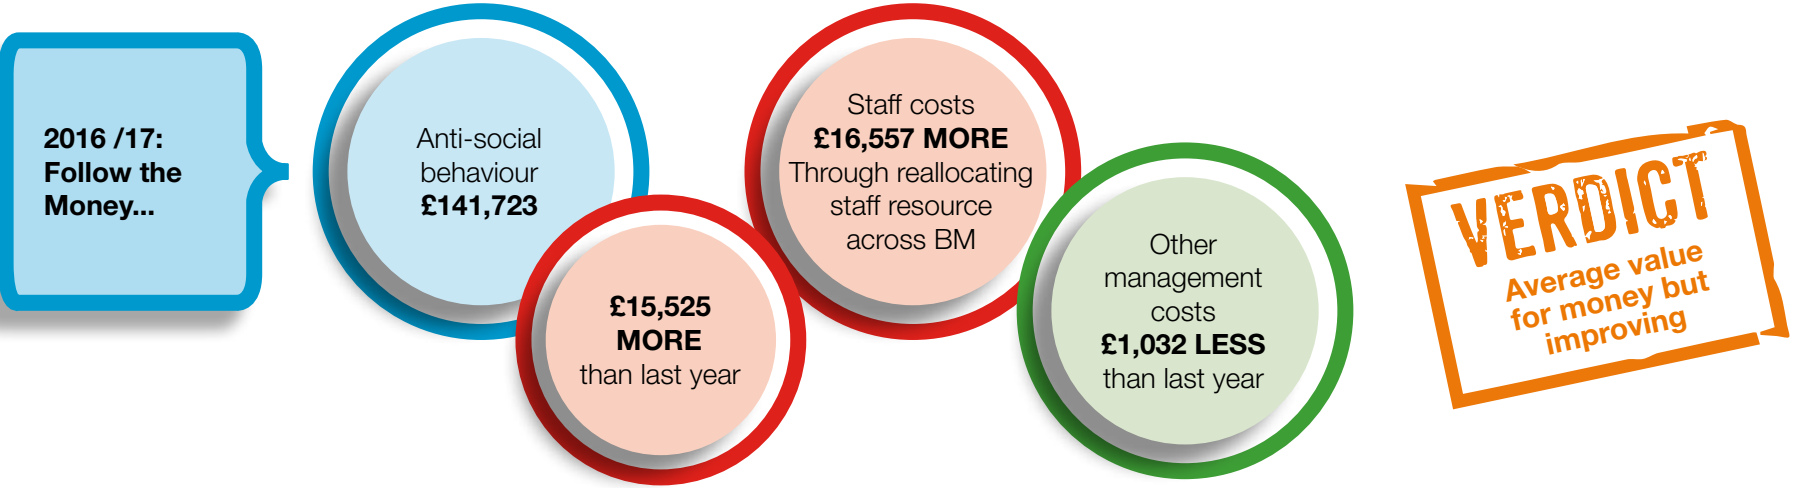 2016 /17:
Follow the
Money...
Anti-social
behaviour
£141,723
£15,525
MORE
than last year
Staff costs
£16,557 MORE
Through reallocating
staff resource
across BM
Other
management
costs
£1,032 LESS
than last year
VERDICT
Average value
for money but
improving